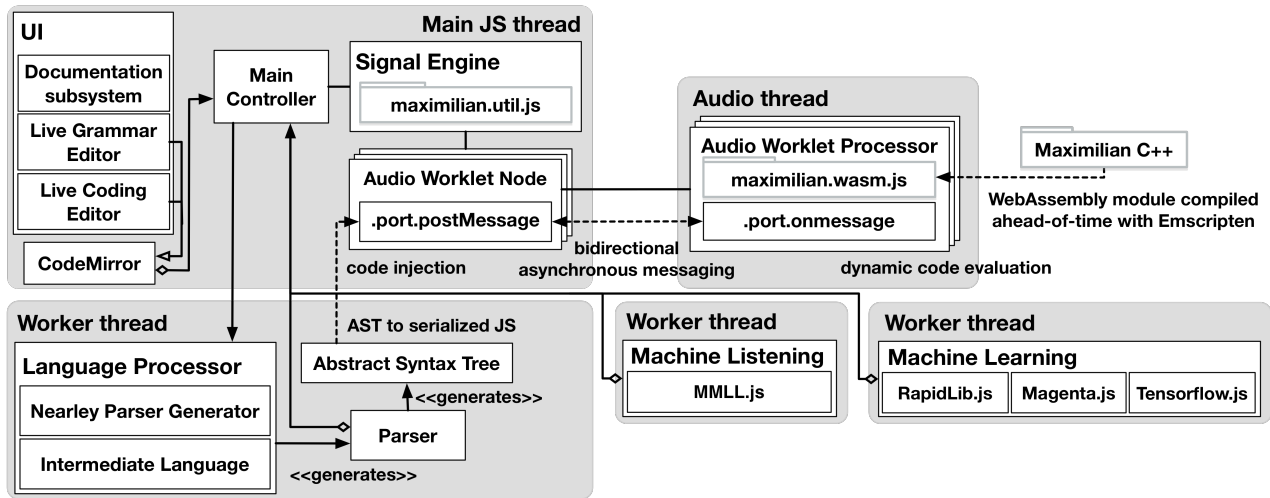 Main JS thread
UI
Documentation
subsystem
Live Grammar
Editor
Live Coding
Editor
CodeMirror
Main
Controller
Signal Engine
maximilian.util.js
Audio Worklet Node
.port.postMessage
code injection
bidirectional
asynchronous messaging
Audio thread
Audio Worklet Processor
maximilian.wasm.js
.port.onmessage
dynamic code evaluation
Maximilian C++
WebAssembly module compiled
ahead-of-time with Emscripten
Worker thread
Language Processor
Nearley Parser Generator
Intermediate Language
AST to serialized JS
Abstract Syntax Tree
<<generates>>
Parser
<<generates>>
Worker thread
Machine Listening
MMLL.js
Worker thread
Machine Learning
RapidLib.js
Magenta.js
Tensorflow.js